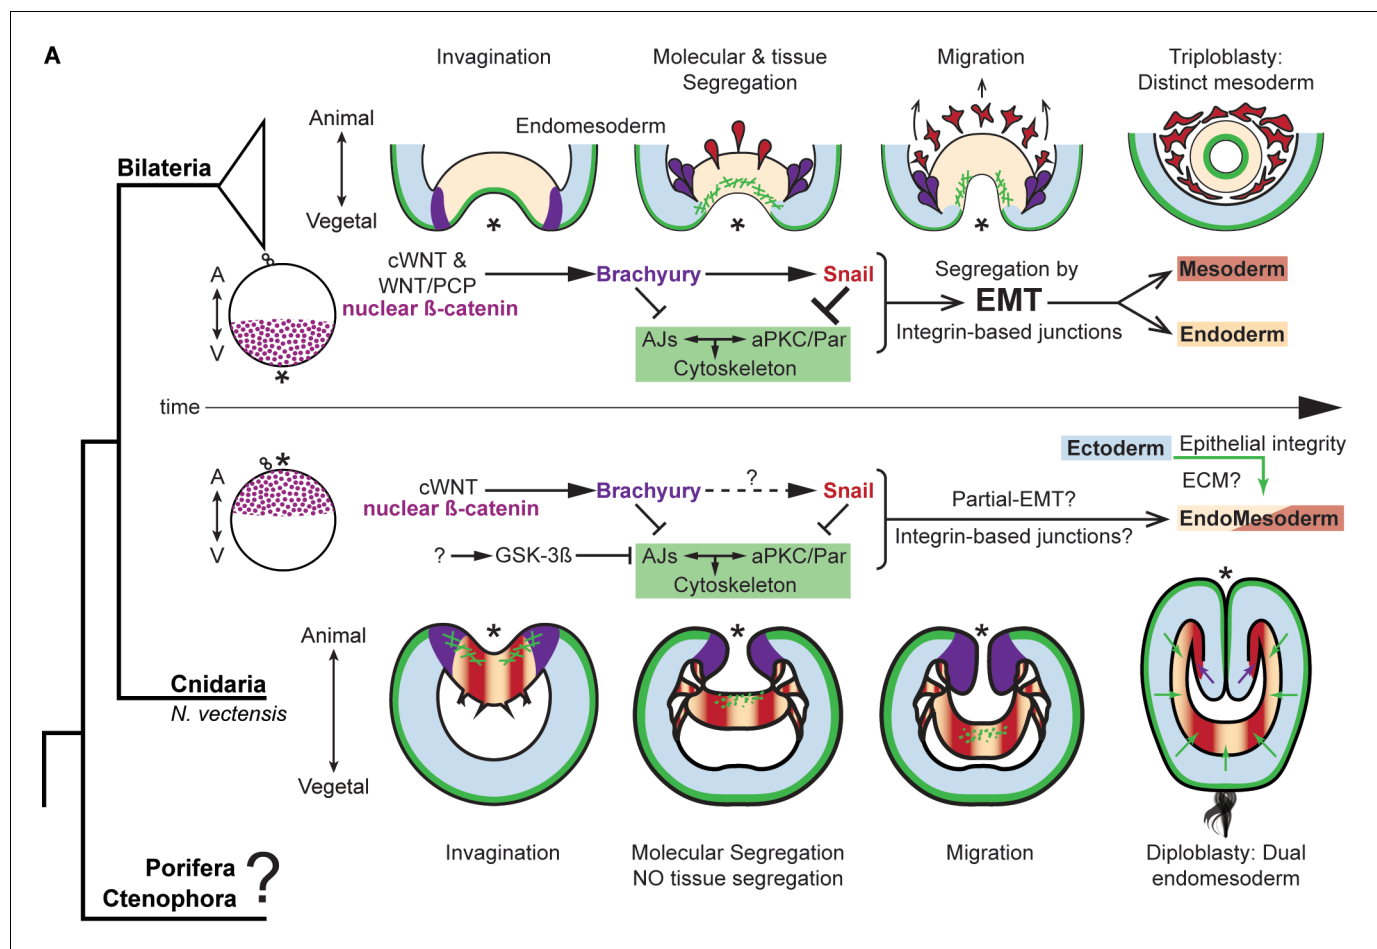 A
Invagination
Molecular & tissue
Segregation
Migration
Triploblasty:
Distinct mesoderm
Animal
Vegetal
Endomesoderm
*
*
*
Bilateria
A
V
*
cWNT &
WNT/PCP
nuclear ß-catenin
Brachyury
Snail
AJs
aPKC/Par
Cytoskeleton
Segregation by
EMT
Integrin-based junctions
Mesoderm
Endoderm
time
Ectoderm
Epithelial integrity
ECM?
EndoMesoderm
*
A
V
cWNT
nuclear ß-catenin
Brachyury
?
Snail
? GSK-3ß
AJs
aPKC/Par
Cytoskeleton
Partial-EMT?
Integrin-based junctions?
Cnidaria
N. vectensis
Animal
Vegetal
*
*
*
*
Invagination
Molecular Segregation
NO tissue segregation
Migration
Diploblasty: Dual
endomesoderm
Porifera
Ctenophora
?